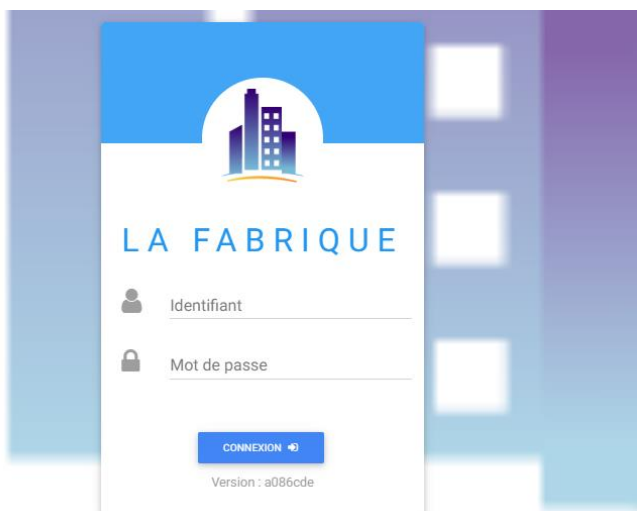 LA FABRIQUE
Identifiant
Mot de passe
CONNEXION
Version : a086cde